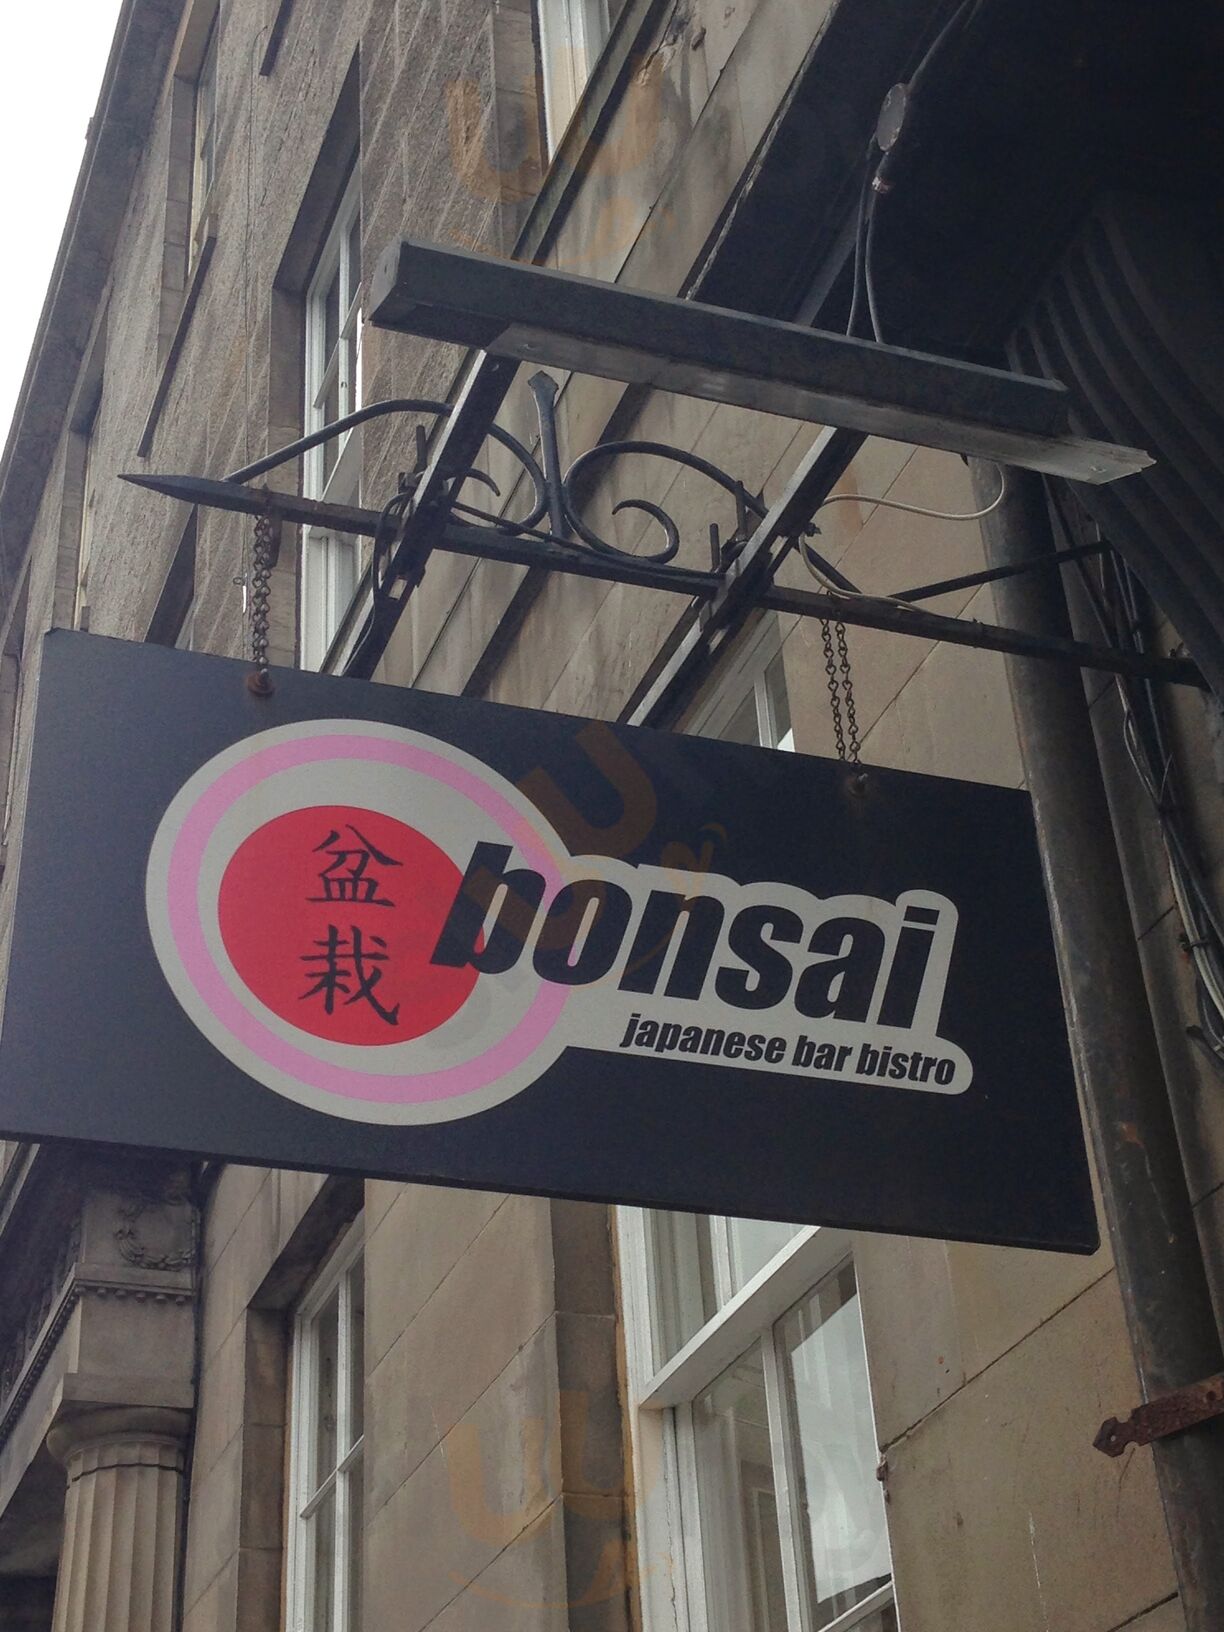 盆
栽
bonsai
japanese bar bistro